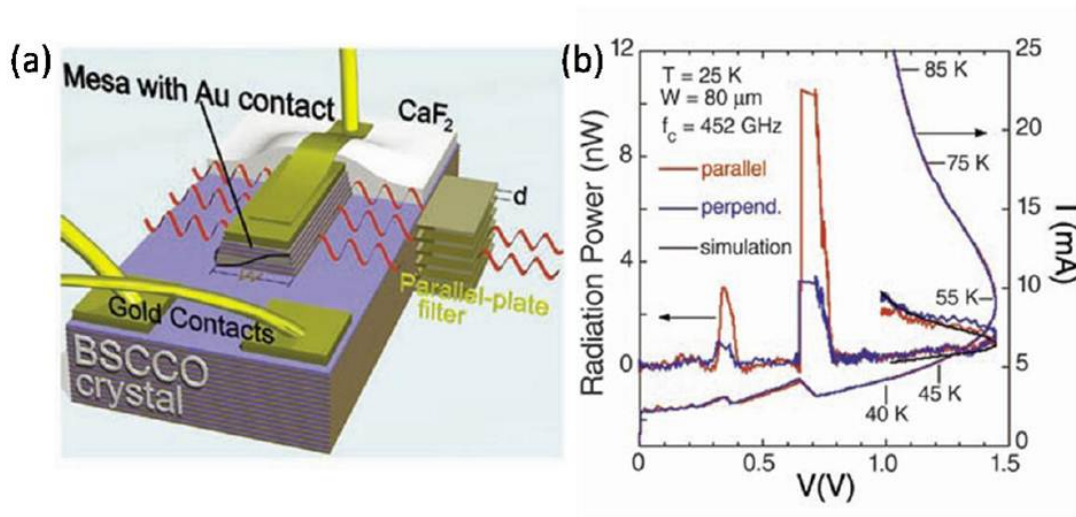 (a)
Mesa with Au contact
CaF2
d
Parallel-plate
filter
Gold Contacts
BSCCO
crystal
(b)
Radiation Power (nW)
12
8
4
0
T = 25 K
W = 80 μm
fc = 452 GHz
parallel
perpend.
simulation
85 K
75 K
55 K
45 K
40 K
25
20
15
10
5
0
I (mA)
0
0.5
1.0
1.5
V(V)